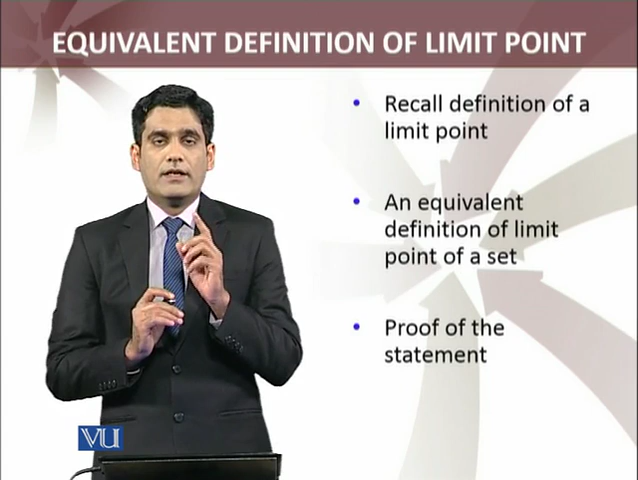 EQUIVALENT DEFINITION OF LIMIT POINT
• Recall definition of a
limit point
• An equivalent
definition of limit
point of a set
• Proof of the
statement
VU